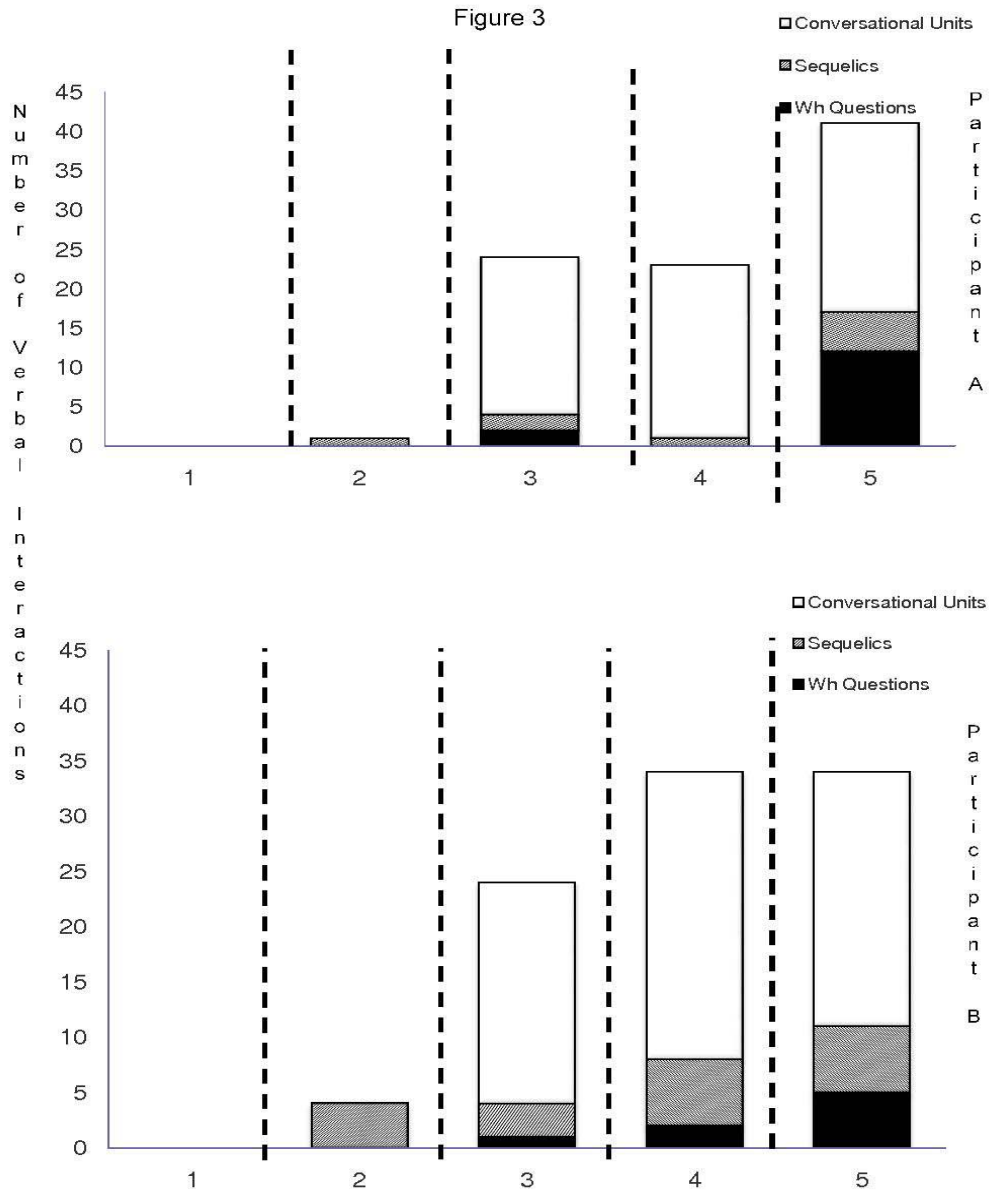 Figure 3
Conversational Units
Sequelics
Wh Questions
Number of Verbal Interactions
45
40
35
30
25
20
15
10
5
0
1 2 3 4 5
Participant A
Conversational Units
Sequelics
Wh Questions
45
40
35
30
25
20
15
10
5
0
1 2 3 4 5
Participant B